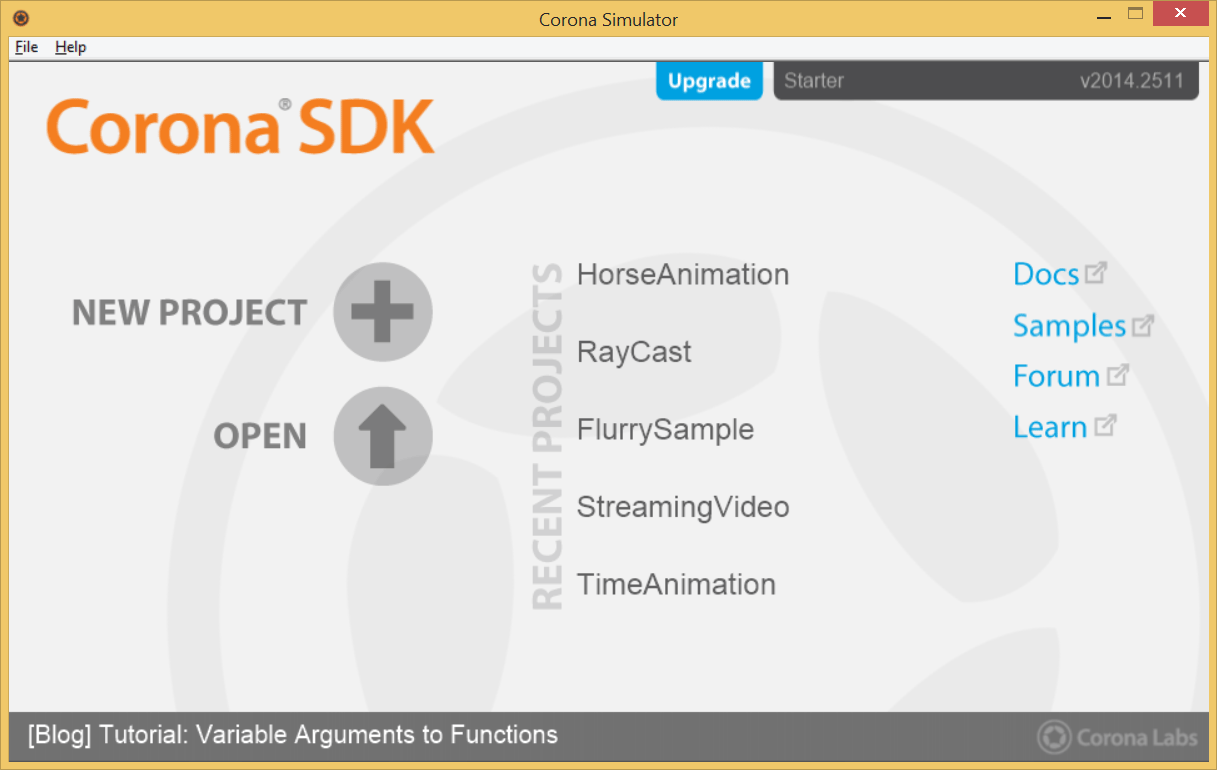 Corona Simulator
File Help
Upgrade Starter v2014.2511
Corona® SDK
NEW PROJECT
OPEN
RECENT PROJECTS
HorseAnimation
RayCast
FlurrySample
StreamingVideo
TimeAnimation
Docs
Samples
Forum
Learn
[Blog] Tutorial: Variable Arguments to Functions
Corona Labs